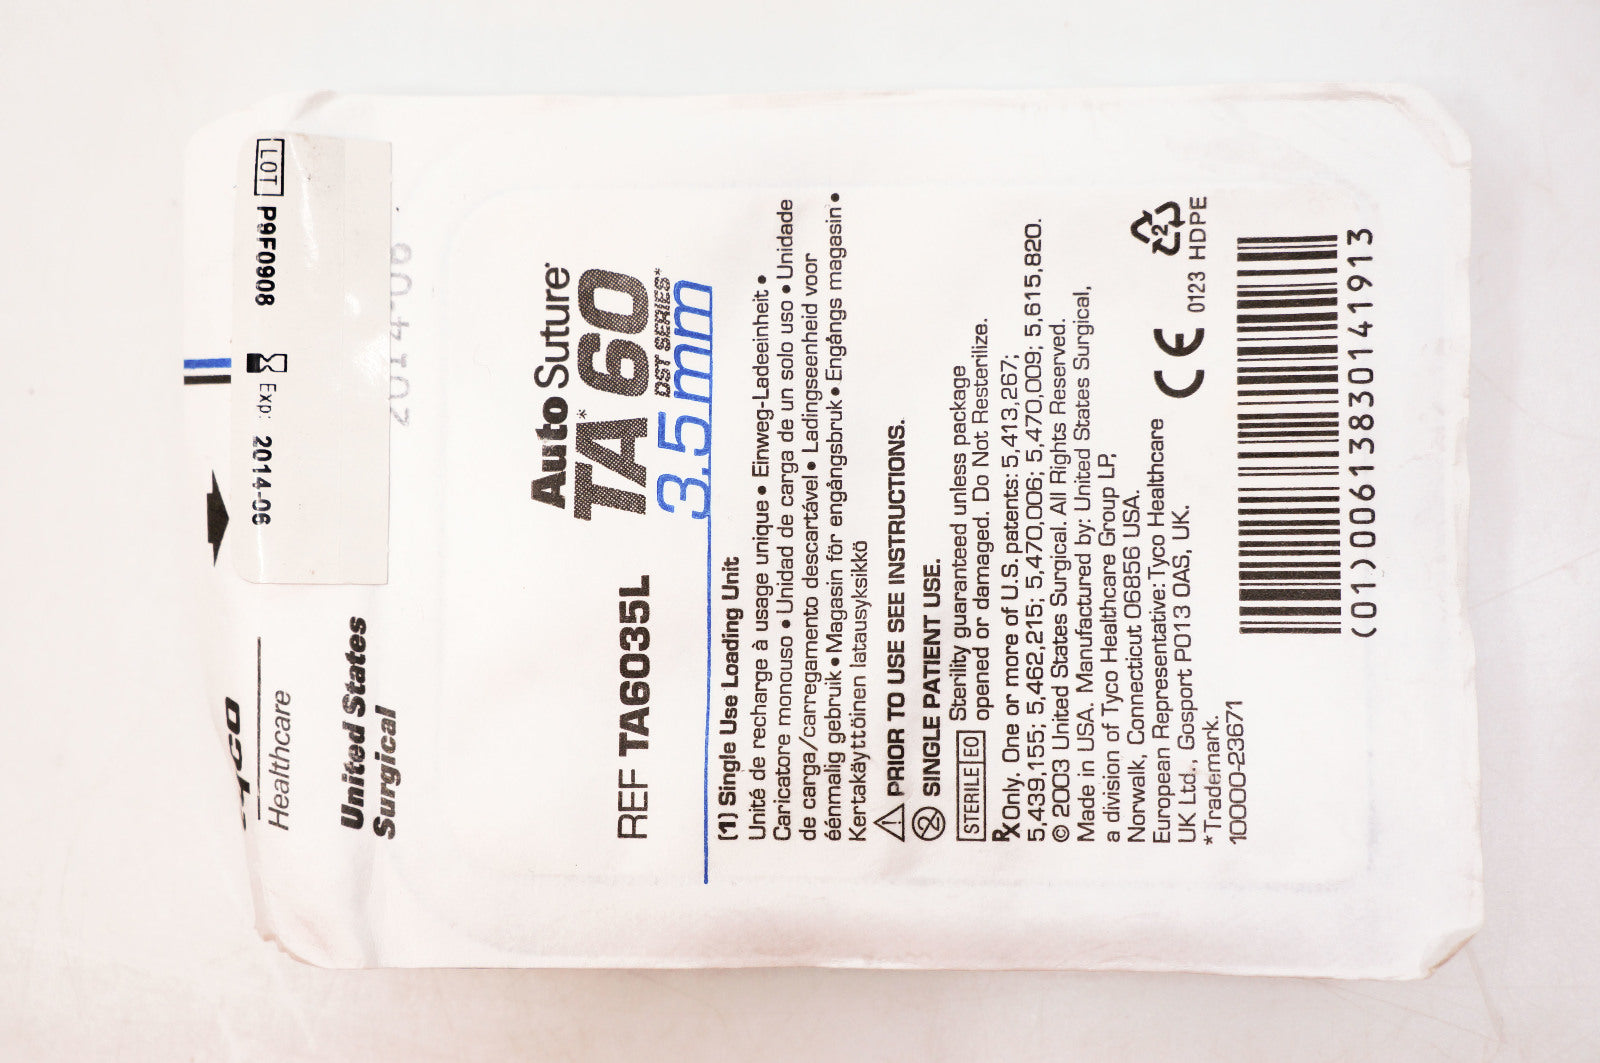 Healthcare
United States
Surgical
LOT P9F0908
Exp: 2014-06
2014-06
Auto Suture*
TA* 60
DST SERIES*
3.5mm
REF TA6035L
(1) Single Use Loading Unit
Unité de recharge à usage unique • Einweg-Ladeeinheit •
Caricatore monouso • Unidad de carga de un solo uso • Unidade
de carga/carregamento descartável • Ladingseenheid voor
éénmalig gebruik • Magasin för engångsbruk • Engångs magasin •
Kertakäyttöinen latausyksikkö
PRIOR TO USE SEE INSTRUCTIONS.
2 SINGLE PATIENT USE.
STERILE EO Sterility guaranteed unless package
opened or damaged. Do Not Resterilize.
℞ Only. One or more of U.S. patents: 5,413,267;
5,439,155; 5,462,215; 5,470,006; 5,470,009; 5,615,820.
© 2003 United States Surgical. All Rights Reserved.
Made in USA. Manufactured by: United States Surgical,
a division of Tyco Healthcare Group LP,
Norwalk, Connecticut 06856 USA.
European Representative: Tyco Healthcare
UK Ltd., Gosport PO13 0AS, UK.
*Trademark.
10000-23671
CE 0123
2 HDPE
(01)00613830141913